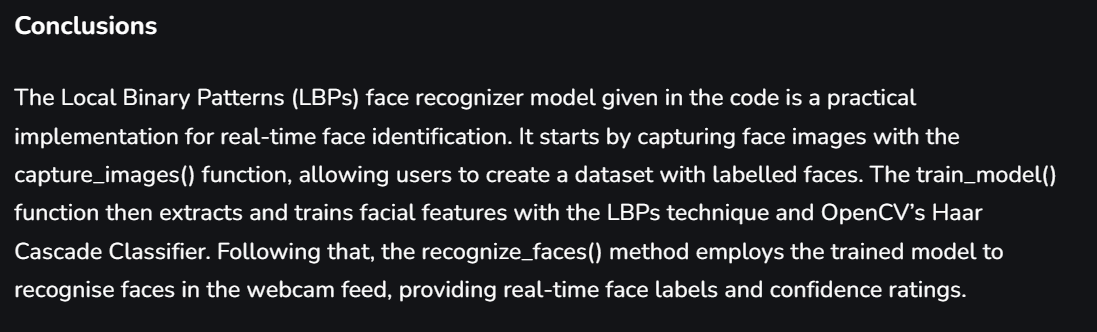 Conclusions
The Local Binary Patterns (LBPs) face recognizer model given in the code is a practical
implementation for real-time face identification. It starts by capturing face images with the
capture_images() function, allowing users to create a dataset with labelled faces. The train_model()
function then extracts and trains facial features with the LBPs technique and OpenCV’s Haar
Cascade Classifier. Following that, the recognize_faces() method employs the trained model to
recognise faces in the webcam feed, providing real-time face labels and confidence ratings.